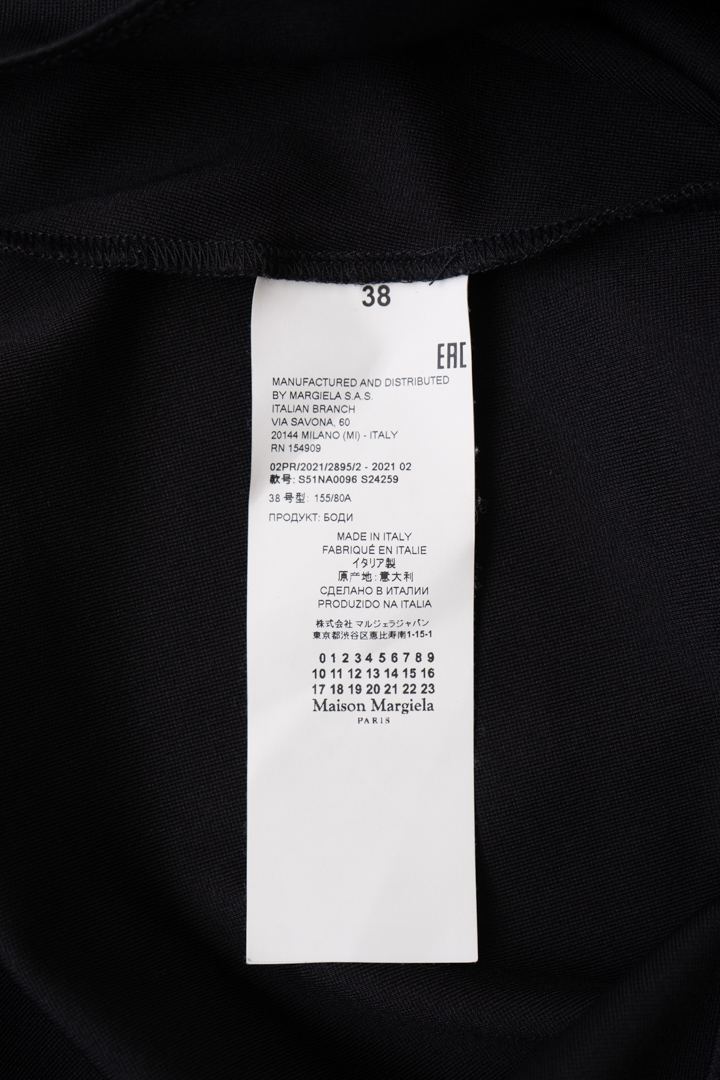 38
EAC
MANUFACTURED AND DISTRIBUTED
BY MARGIELA S.A.S.
ITALIAN BRANCH
VIA SAVONA, 60
20144 MILANO (MI) - ITALY
RN 154909
02PR/2021/2895/2 - 2021 02
款号: S51NA0096 S24259
38 号型: 155/80A
ПРОДУКТ: БОДИ
MADE IN ITALY
FABRIQUÉ EN ITALIE
イタリア製
原产地: 意大利
СДЕЛАНО В ИТАЛИИ
PRODUZIDO NA ITALIA
株式会社 マルジェラジャパン
東京都渋谷区恵比寿南1-15-1
0 1 2 3 4 5 6 7 8 9
10 11 12 13 14 15 16
17 18 19 20 21 22 23
Maison Margiela
PARIS